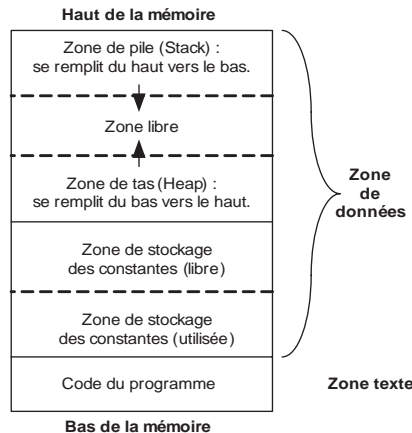 Haut de la mémoire
Zone de pile (Stack) :
se remplit du haut vers le bas.
Zone libre
Zone de tas (Heap) :
se remplit du bas vers le haut.
Zone
de
données
Zone de stockage
des constantes (libre)
Zone de stockage
des constantes (utilisée)
Code du programme
Zone texte
Bas de la mémoire